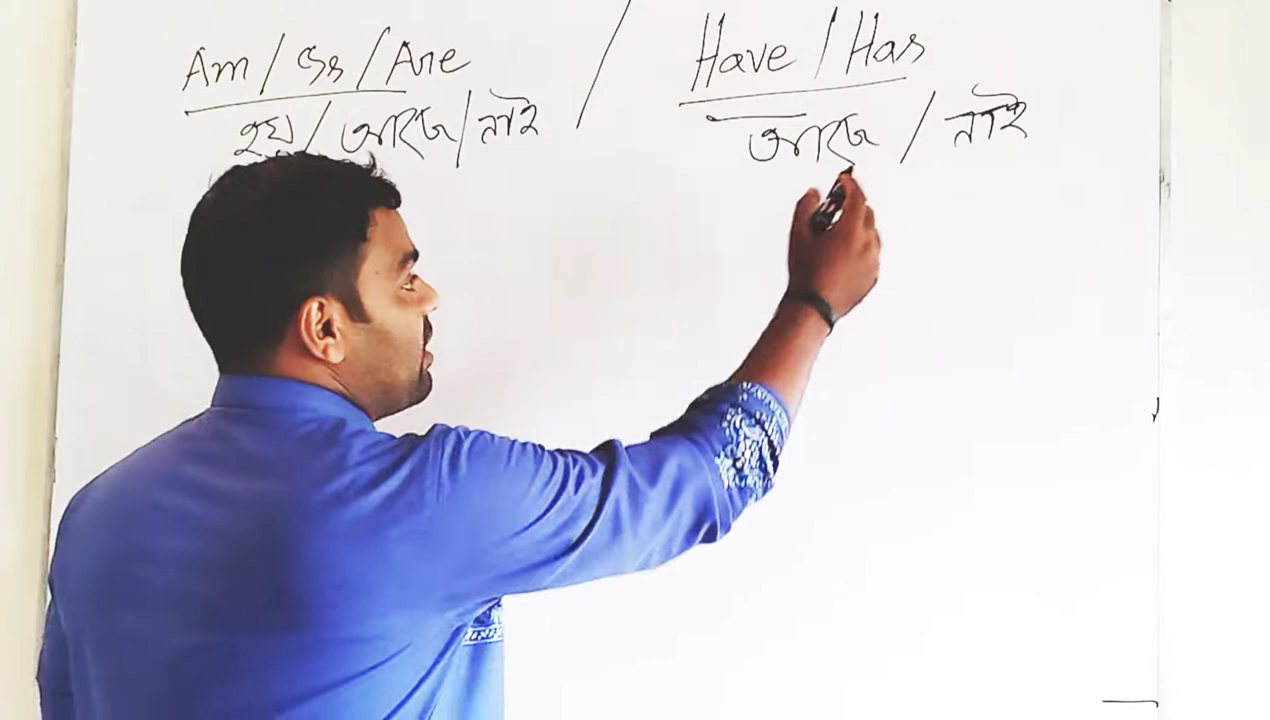 Am / Is / Are / Have / Has
হয় / আছে / নাই আছে / নাই